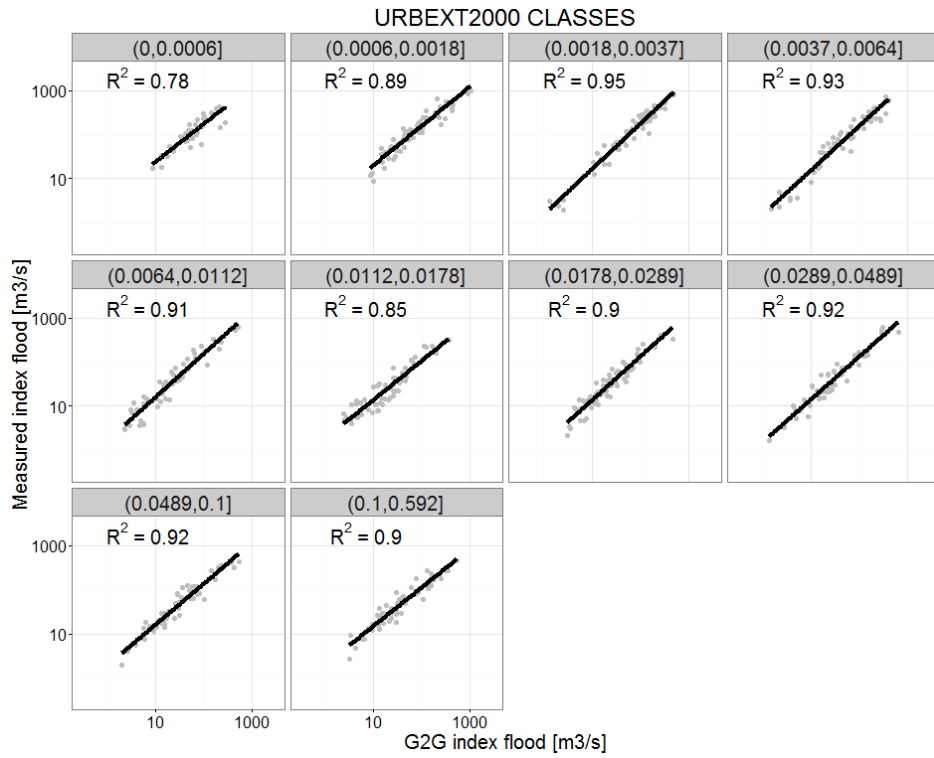 URBEXT2000 CLASSES
(0,0.0006] (0.0006,0.0018] (0.0018,0.0037] (0.0037,0.0064]
R² = 0.78 R² = 0.89 R² = 0.95 R² = 0.93
1000
10
(0.0064,0.0112] (0.0112,0.0178] (0.0178,0.0289] (0.0289,0.0489]
R² = 0.91 R² = 0.85 R² = 0.9 R² = 0.92
1000
10
(0.0489,0.1] (0.1,0.592]
R² = 0.92 R² = 0.9
1000
10
10 1000 10 1000
Measured index flood [m3/s]
G2G index flood [m3/s]